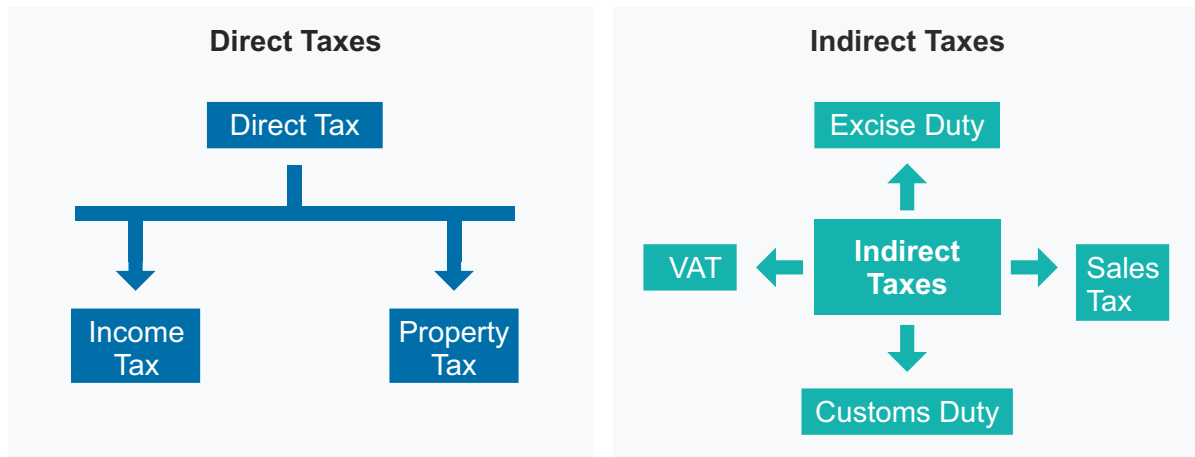 Direct Taxes
Direct Tax
Income
Tax
Property
Tax
Indirect Taxes
Excise Duty
VAT
Indirect
Taxes
Sales
Tax
Customs Duty